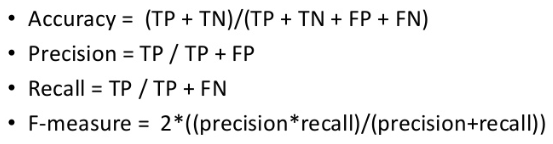 • Accuracy = (TP + TN)/(TP + TN + FP + FN)
• Precision = TP / TP + FP
• Recall = TP / TP + FN
• F-measure = 2*((precision*recall)/(precision+recall))